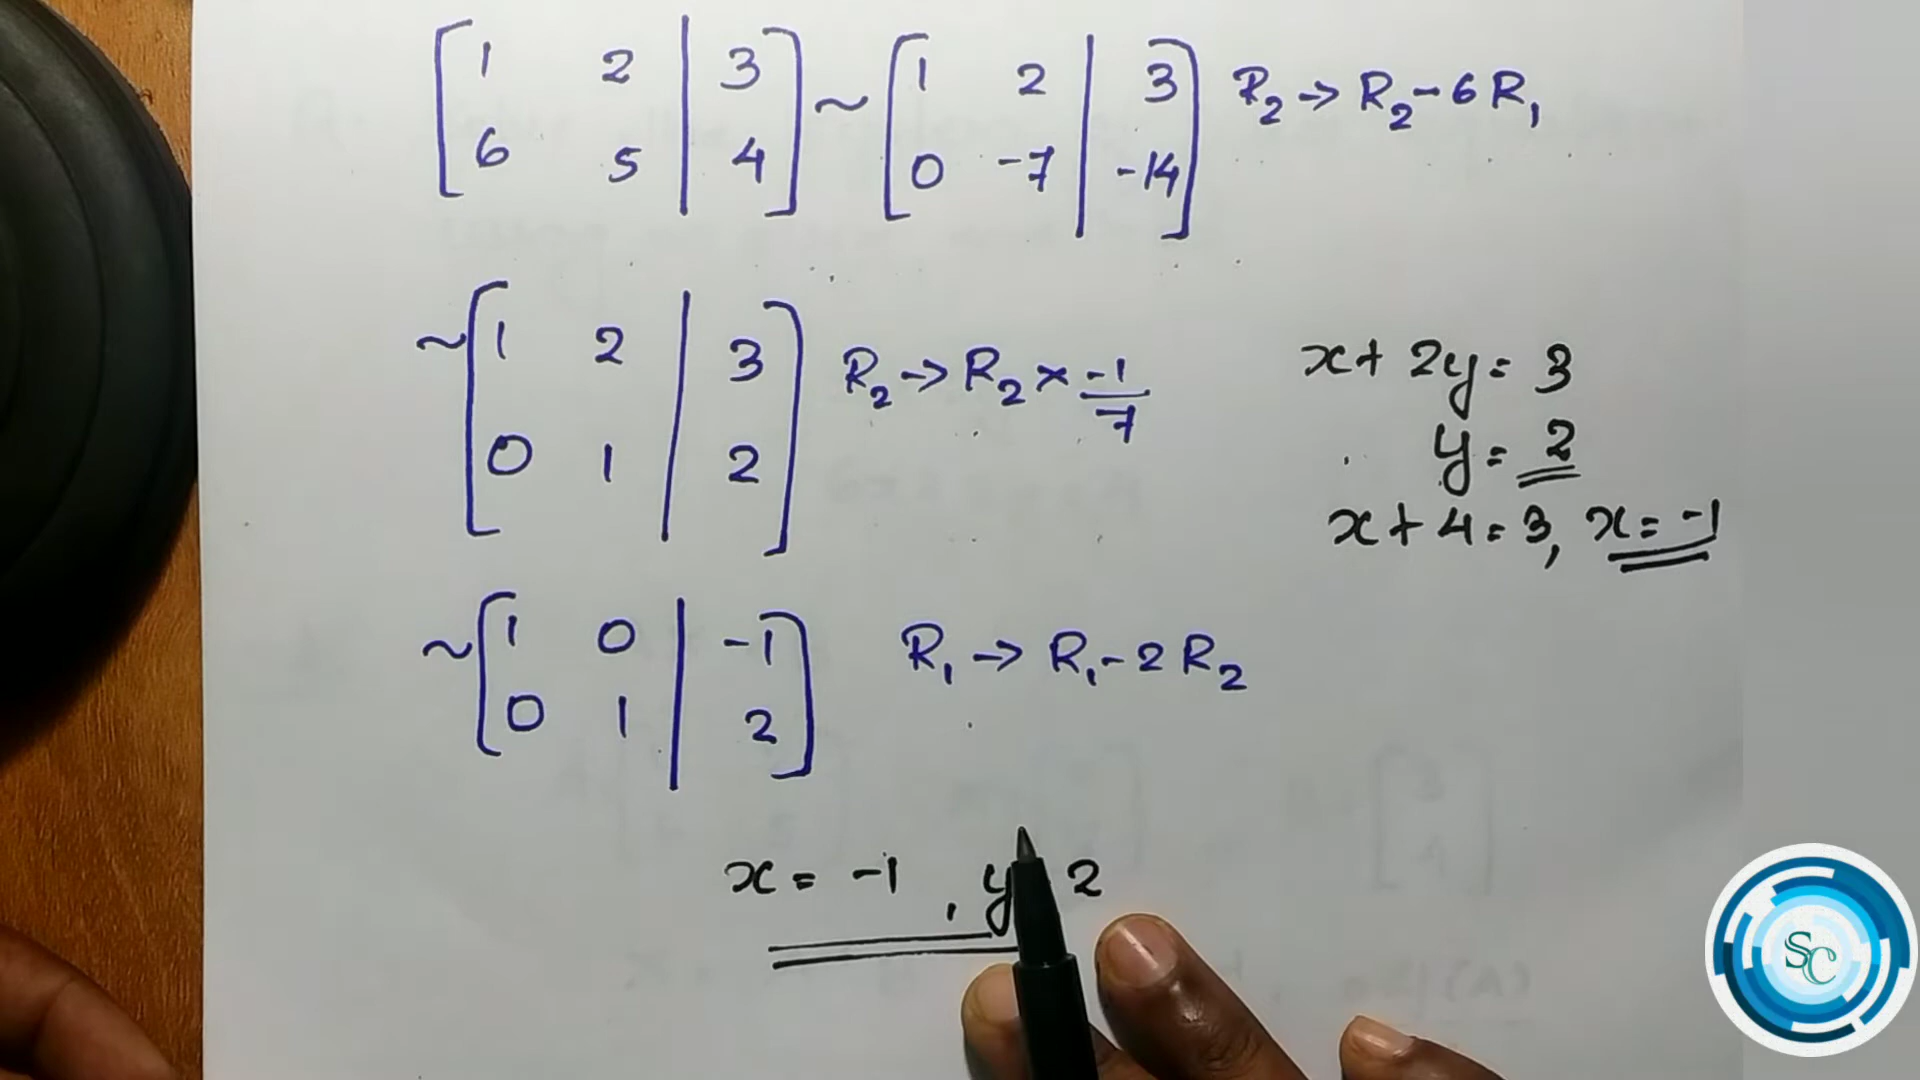 [1 2 | 3] ~ [1 2 | 3] R₂ → R₂ - 6R₁
[6 5 | 4] [0 -7 | -14]
~ [1 2 | 3] R₂ → R₂ × -1/7
[0 1 | 2]
x + 2y = 3
y = 2
x + 4 = 3, x = -1
~ [1 0 | -1] R₁ → R₁ - 2R₂
[0 1 | 2]
x = -1, y 2
SC